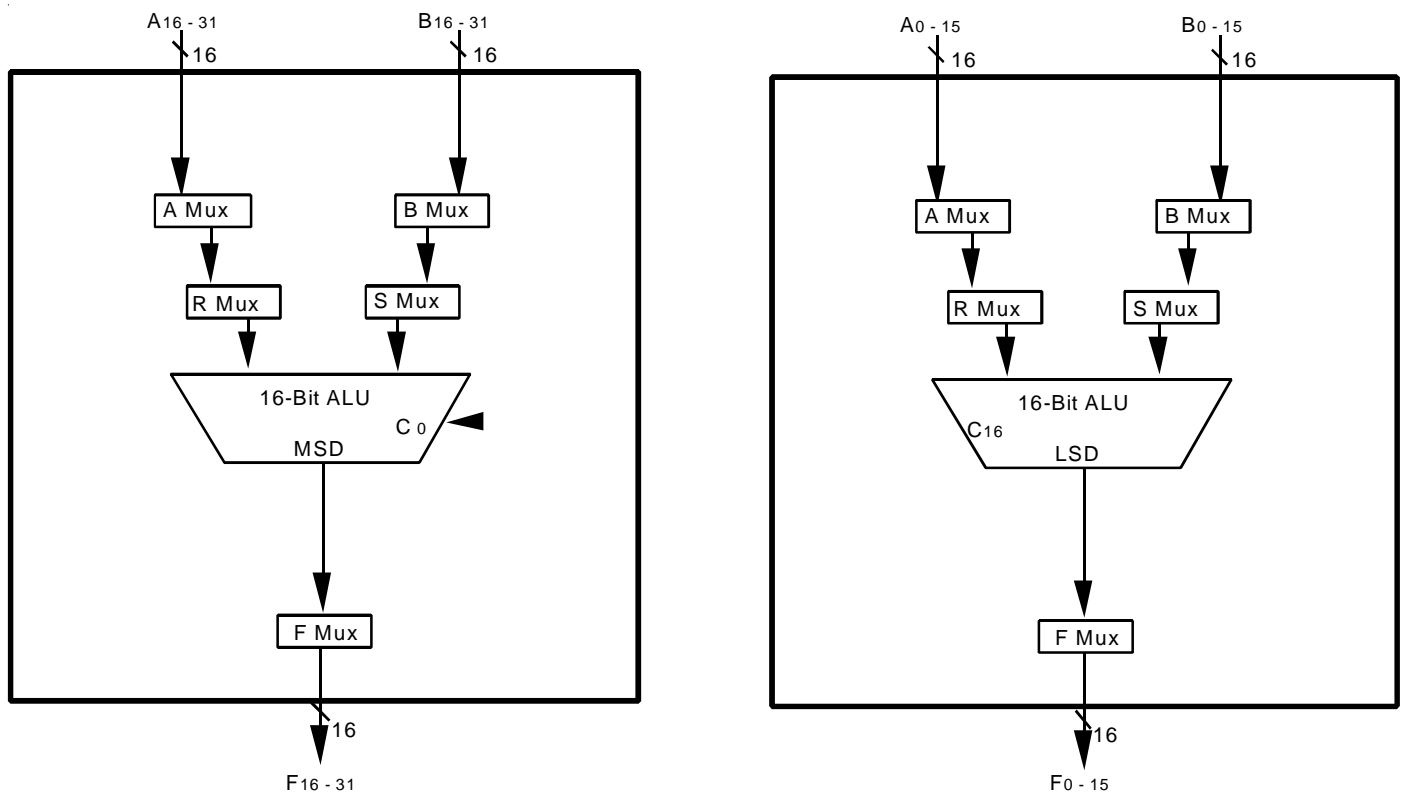 A16 - 31
B16 - 31
16
16
A Mux
B Mux
R Mux
S Mux
16-Bit ALU
C 0
MSD
F Mux
16
F16 - 31
A0 - 15
B0 - 15
16
16
A Mux
B Mux
R Mux
S Mux
16-Bit ALU
C16
LSD
F Mux
16
F0 - 15